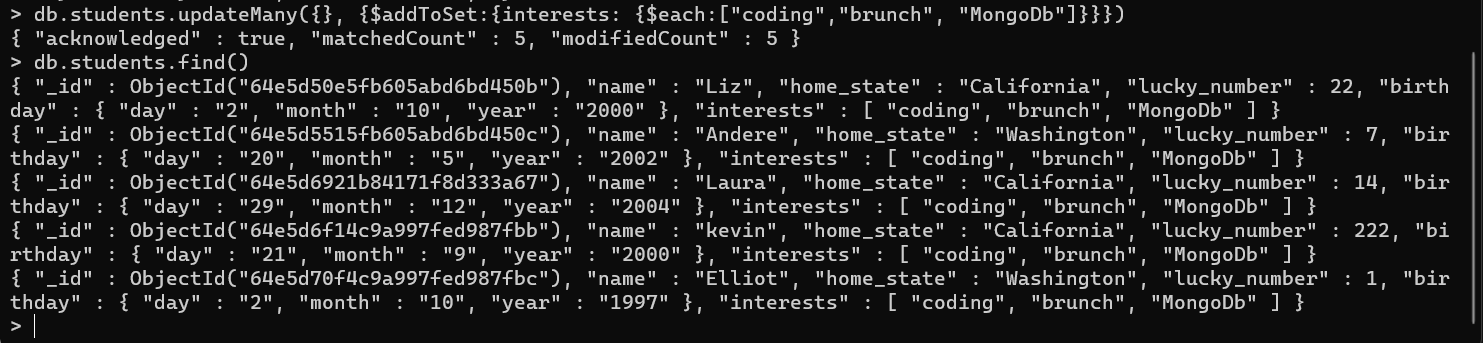 > db.students.updateMany({}, {$addToSet:{interests: {$each:["coding","brunch", "MongoDb"]}}})
{ "acknowledged" : true, "matchedCount" : 5, "modifiedCount" : 5 }
> db.students.find()
{ "_id" : ObjectId("64e5d50e5fb605abd6bd450b"), "name" : "Liz", "home_state" : "California", "lucky_number" : 22, "birth
day" : { "day" : "2", "month" : "10", "year" : "2000" }, "interests" : [ "coding", "brunch", "MongoDb" ] }
{ "_id" : ObjectId("64e5d5515fb605abd6bd450c"), "name" : "Andere", "home_state" : "Washington", "lucky_number" : 7, "bir
thday" : { "day" : "20", "month" : "5", "year" : "2002" }, "interests" : [ "coding", "brunch", "MongoDb" ] }
{ "_id" : ObjectId("64e5d6921b84171f8d333a67"), "name" : "Laura", "home_state" : "California", "lucky_number" : 14, "bir
thday" : { "day" : "29", "month" : "12", "year" : "2004" }, "interests" : [ "coding", "brunch", "MongoDb" ] }
{ "_id" : ObjectId("64e5d6f14c9a997fed987fbb"), "name" : "kevin", "home_state" : "California", "lucky_number" : 222, "bi
rthday" : { "day" : "21", "month" : "9", "year" : "2000" }, "interests" : [ "coding", "brunch", "MongoDb" ] }
{ "_id" : ObjectId("64e5d70f4c9a997fed987fbc"), "name" : "Elliot", "home_state" : "Washington", "lucky_number" : 1, "bir
thday" : { "day" : "2", "month" : "10", "year" : "1997" }, "interests" : [ "coding", "brunch", "MongoDb" ] }
>